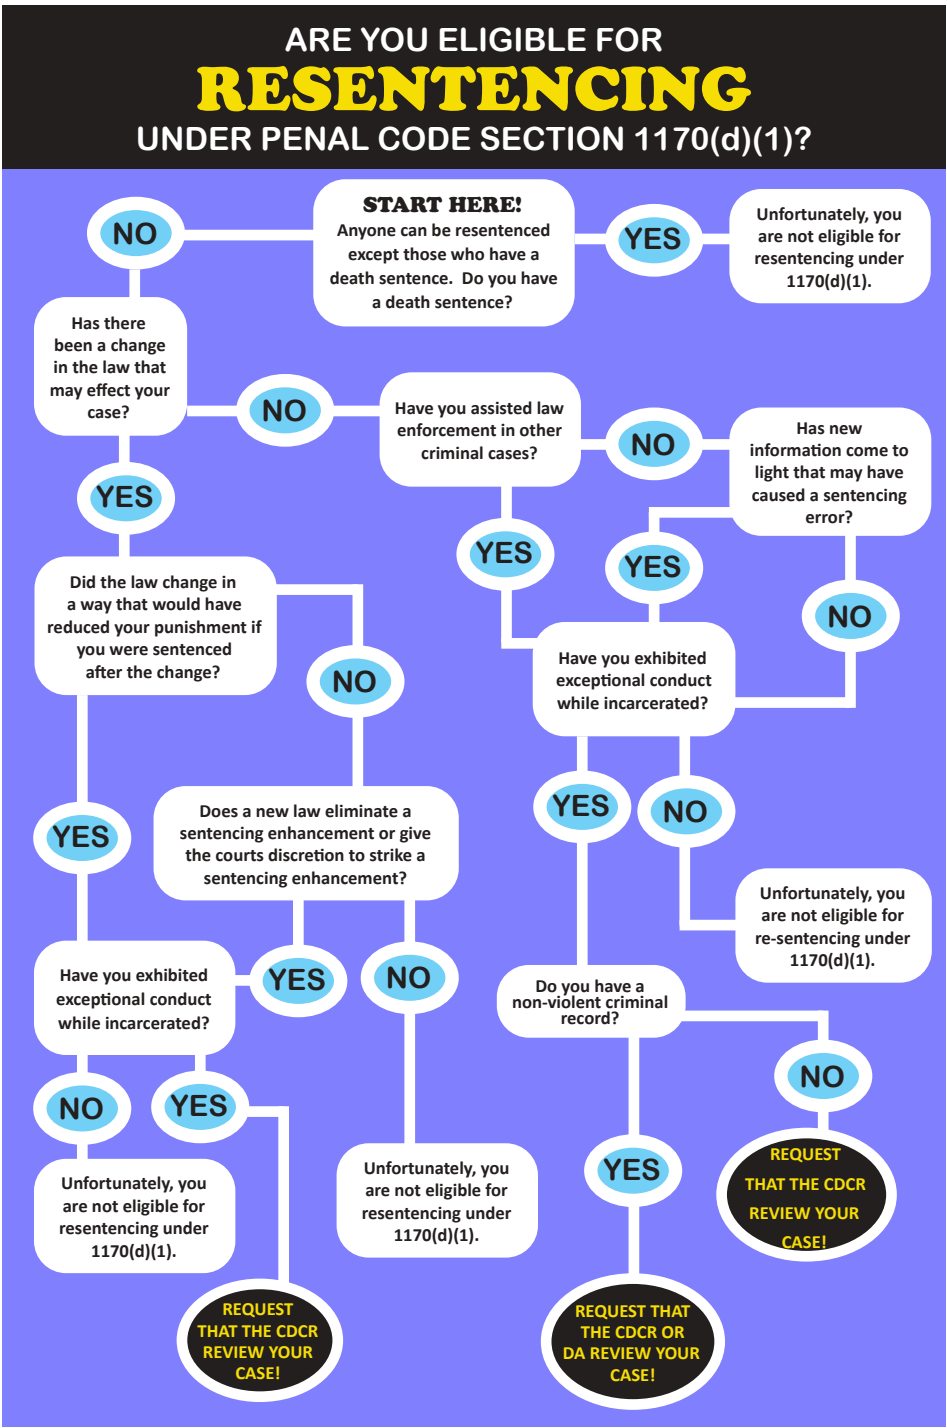 ARE YOU ELIGIBLE FOR
RESENTENCING
UNDER PENAL CODE SECTION 1170(d)(1)?
START HERE!
Anyone can be resentenced
except those who have a
death sentence. Do you have
a death sentence?
NO
YES
Unfortunately, you
are not eligible for
resentencing under
1170(d)(1).
Has there
been a change
in the law that
may effect your
case?
NO
Have you assisted law
enforcement in other
criminal cases?
NO
Has new
information come to
light that may have
caused a sentencing
error?
YES
YES
YES
NO
Did the law change in
a way that would have
reduced your punishment if
you were sentenced
after the change?
NO
Have you exhibited
exceptional conduct
while incarcerated?
YES
Does a new law eliminate a
sentencing enhancement or give
the courts discretion to strike a
sentencing enhancement?
YES
NO
Unfortunately, you
are not eligible for
re-sentencing under
1170(d)(1).
Have you exhibited
exceptional conduct
while incarcerated?
YES
NO
Do you have a
non-violent criminal
record?
NO
NO
YES
Unfortunately, you
are not eligible for
resentencing under
1170(d)(1).
Unfortunately, you
are not eligible for
resentencing under
1170(d)(1).
YES
REQUEST
THAT THE CDCR
REVIEW YOUR
CASE!
REQUEST
THAT THE CDCR
REVIEW YOUR
CASE!
REQUEST THAT
THE CDCR OR
DA REVIEW YOUR
CASE!